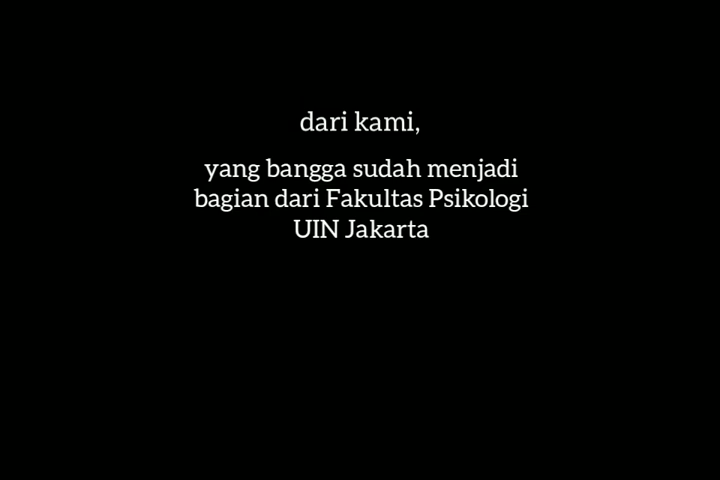 dari kami,
yang bangga sudah menjadi
bagian dari Fakultas Psikologi
UIN Jakarta